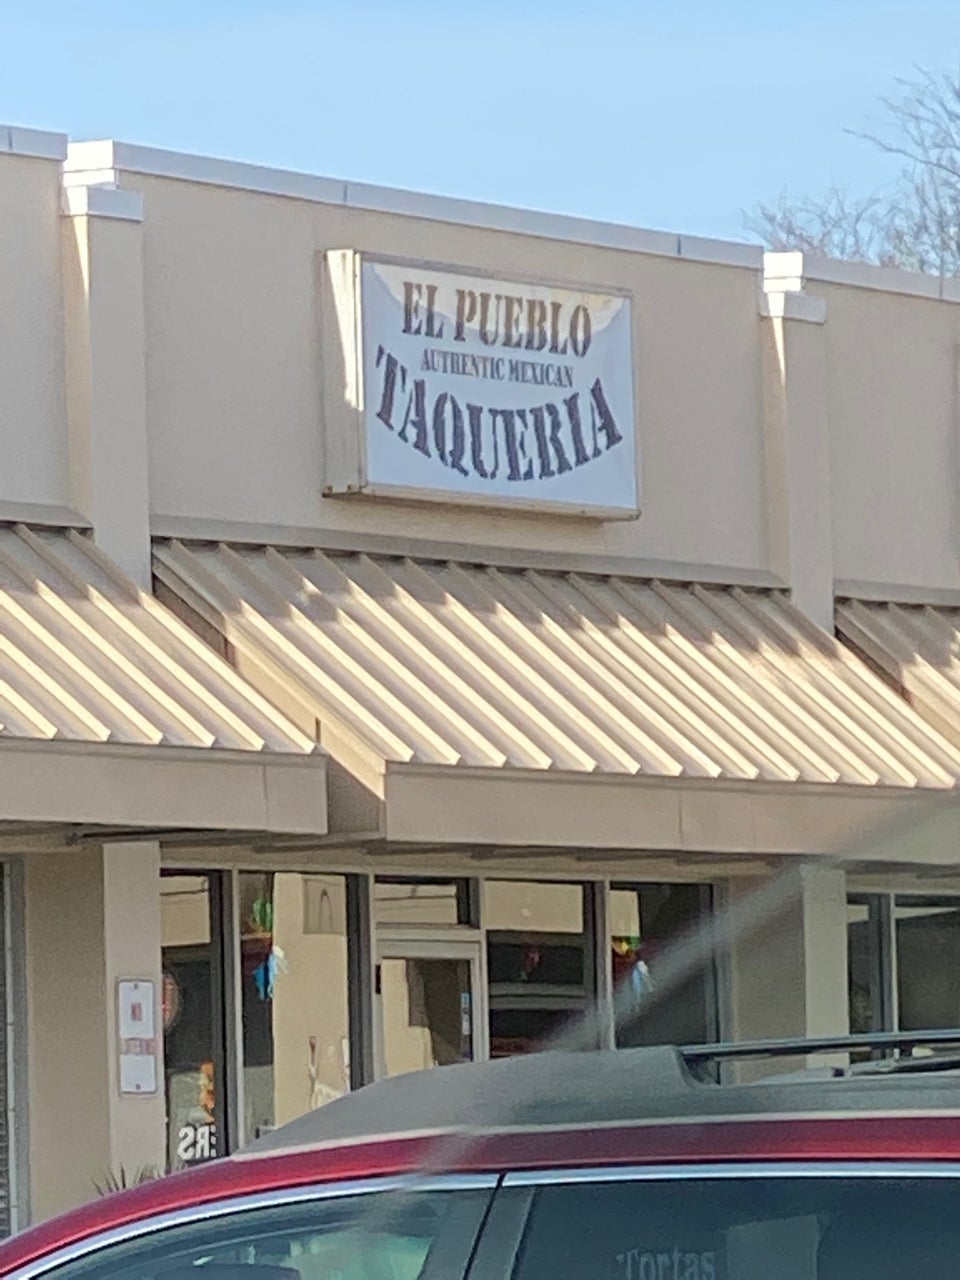 EL PUEBLO
AUTHENTIC MEXICAN
TAQUERIA
Tortas